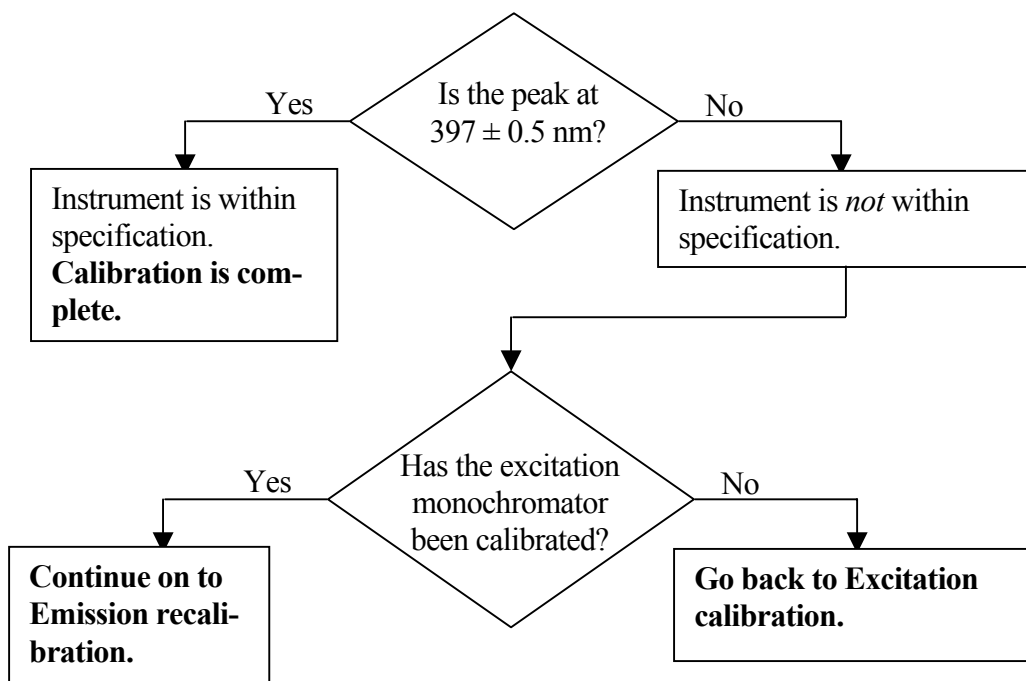 Is the peak at
397 ± 0.5 nm?
Yes
No
Instrument is within
specification.
Calibration is com-
plete.
Instrument is not within
specification.
Has the excitation
monochromator
been calibrated?
Yes
No
Continue on to
Emission recali-
bration.
Go back to Excitation
calibration.